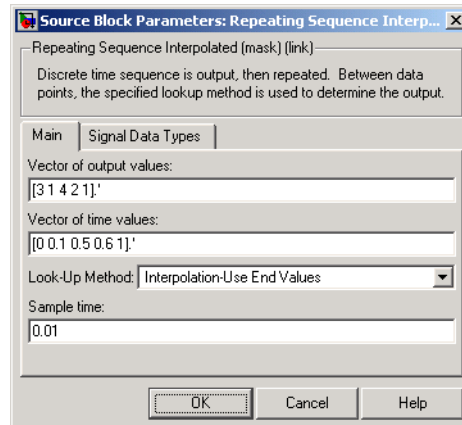 Source Block Parameters: Repeating Sequence Interp...
Repeating Sequence Interpolated (mask) (link)
Discrete time sequence is output, then repeated. Between data
points, the specified lookup method is used to determine the output.
Main
Signal Data Types
Vector of output values:
[3 1 4 2 1].'
Vector of time values:
[0 0.1 0.5 0.6 1].'
Look-Up Method: Interpolation-Use End Values
Sample time:
0.01
OK
Cancel
Help